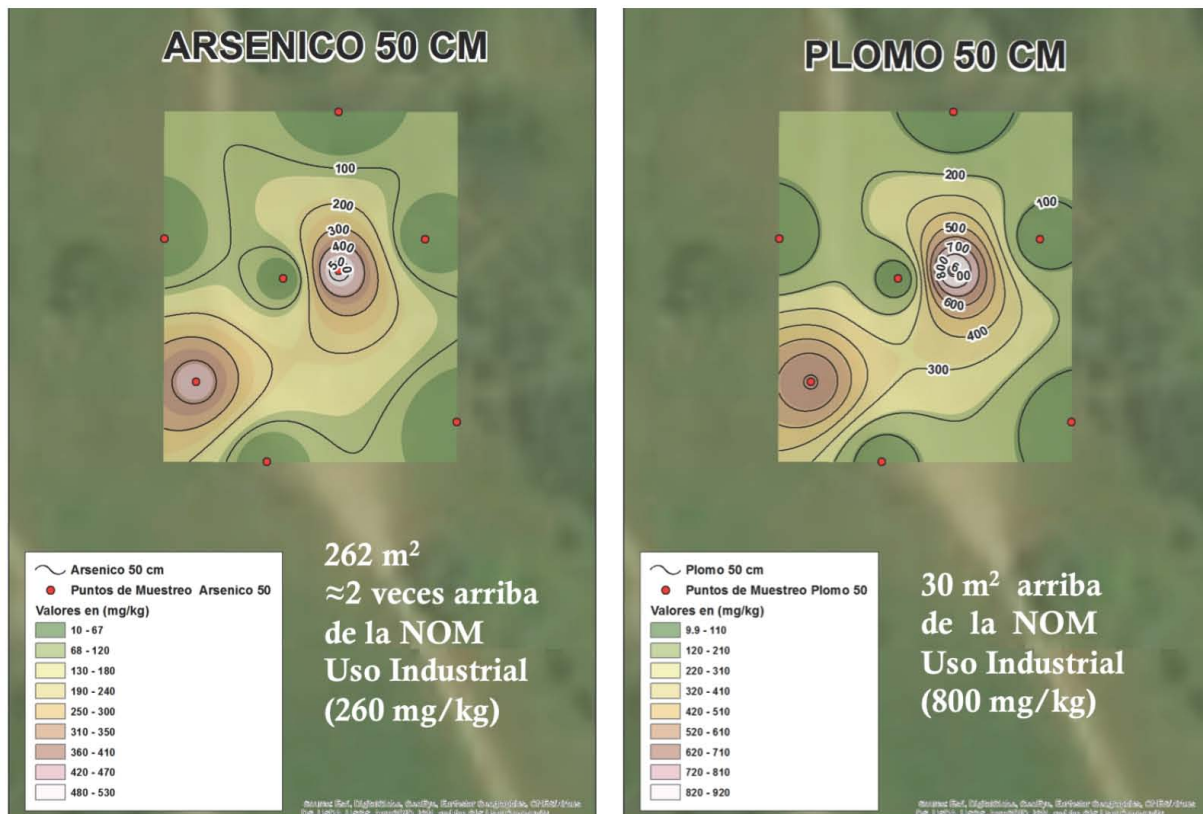 ARSENICO 50 CM
100
200
300
400
500
Arsenico 50 cm
Puntos de Muestreo Arsenico 50
Valores en (mg/kg)
10 - 67
68 - 120
130 - 180
190 - 240
250 - 300
310 - 350
360 - 410
420 - 470
480 - 530
262 m²
≈2 veces arriba
de la NOM
Uso Industrial
(260 mg/kg)
PLOMO 50 CM
200
100
500
700
800
900
600
400
300
Plomo 50 cm
Puntos de Muestreo Plomo 50
Valores en (mg/kg)
9.9 - 110
120 - 210
220 - 310
320 - 410
420 - 510
520 - 610
620 - 710
720 - 810
820 - 920
30 m² arriba
de la NOM
Uso Industrial
(800 mg/kg)